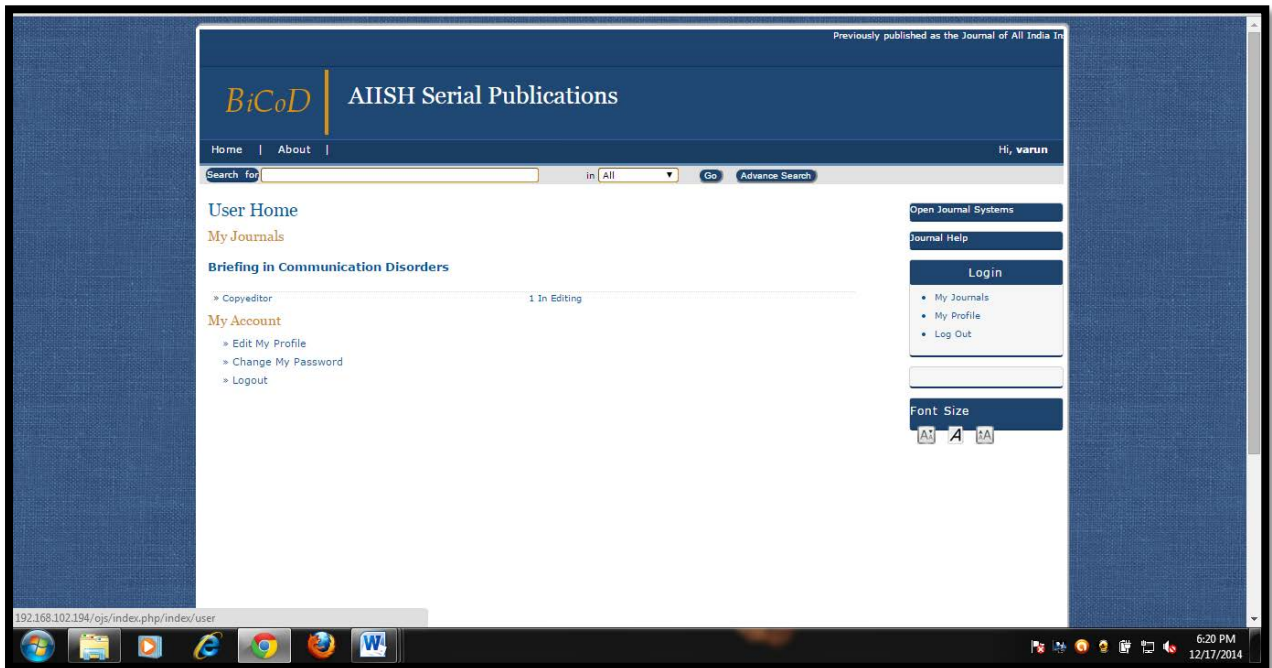 Previously published as the Journal of All India In
BiCoD
AIISH Serial Publications
Home | About |
Hi, varun
Search for in All Go Advance Search
User Home
My Journals
Briefing in Communication Disorders
» Copyeditor 1 In Editing
My Account
» Edit My Profile
» Change My Password
» Logout
Open Journal Systems
Journal Help
Login
• My Journals
• My Profile
• Log Out
Font Size
A A A
192.168.102.194/ojs/index.php/index/user
W
6:20 PM
12/17/2014